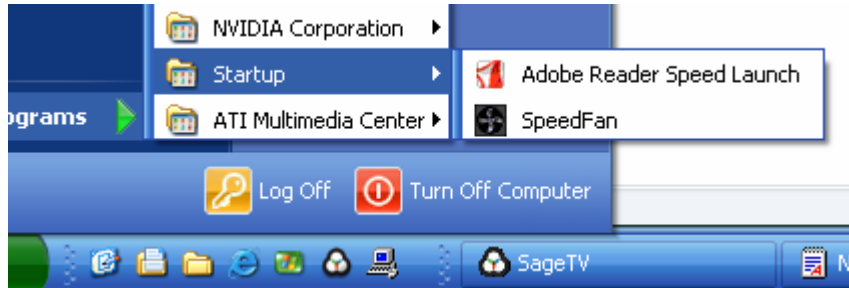 NVIDIA Corporation
Startup
Adobe Reader Speed Launch
ograms
ATI Multimedia Center
SpeedFan
Log Off
Turn Off Computer
SageTV
N